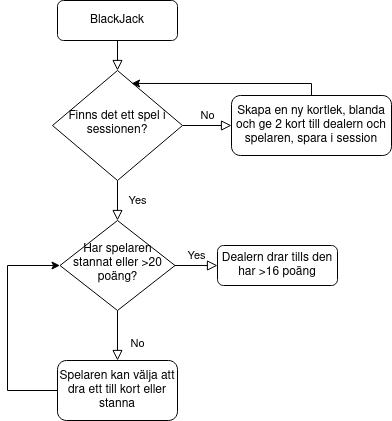 BlackJack
Finns det ett spel i
sessionen?
No
Skapa en ny kortlek, blanda
och ge 2 kort till dealern och
spelaren, spara i session
Yes
Har spelaren
stannat eller >20
poäng?
Yes
Dealern drar tills den
har >16 poäng
No
Spelaren kan välja att
dra ett till kort eller
stanna